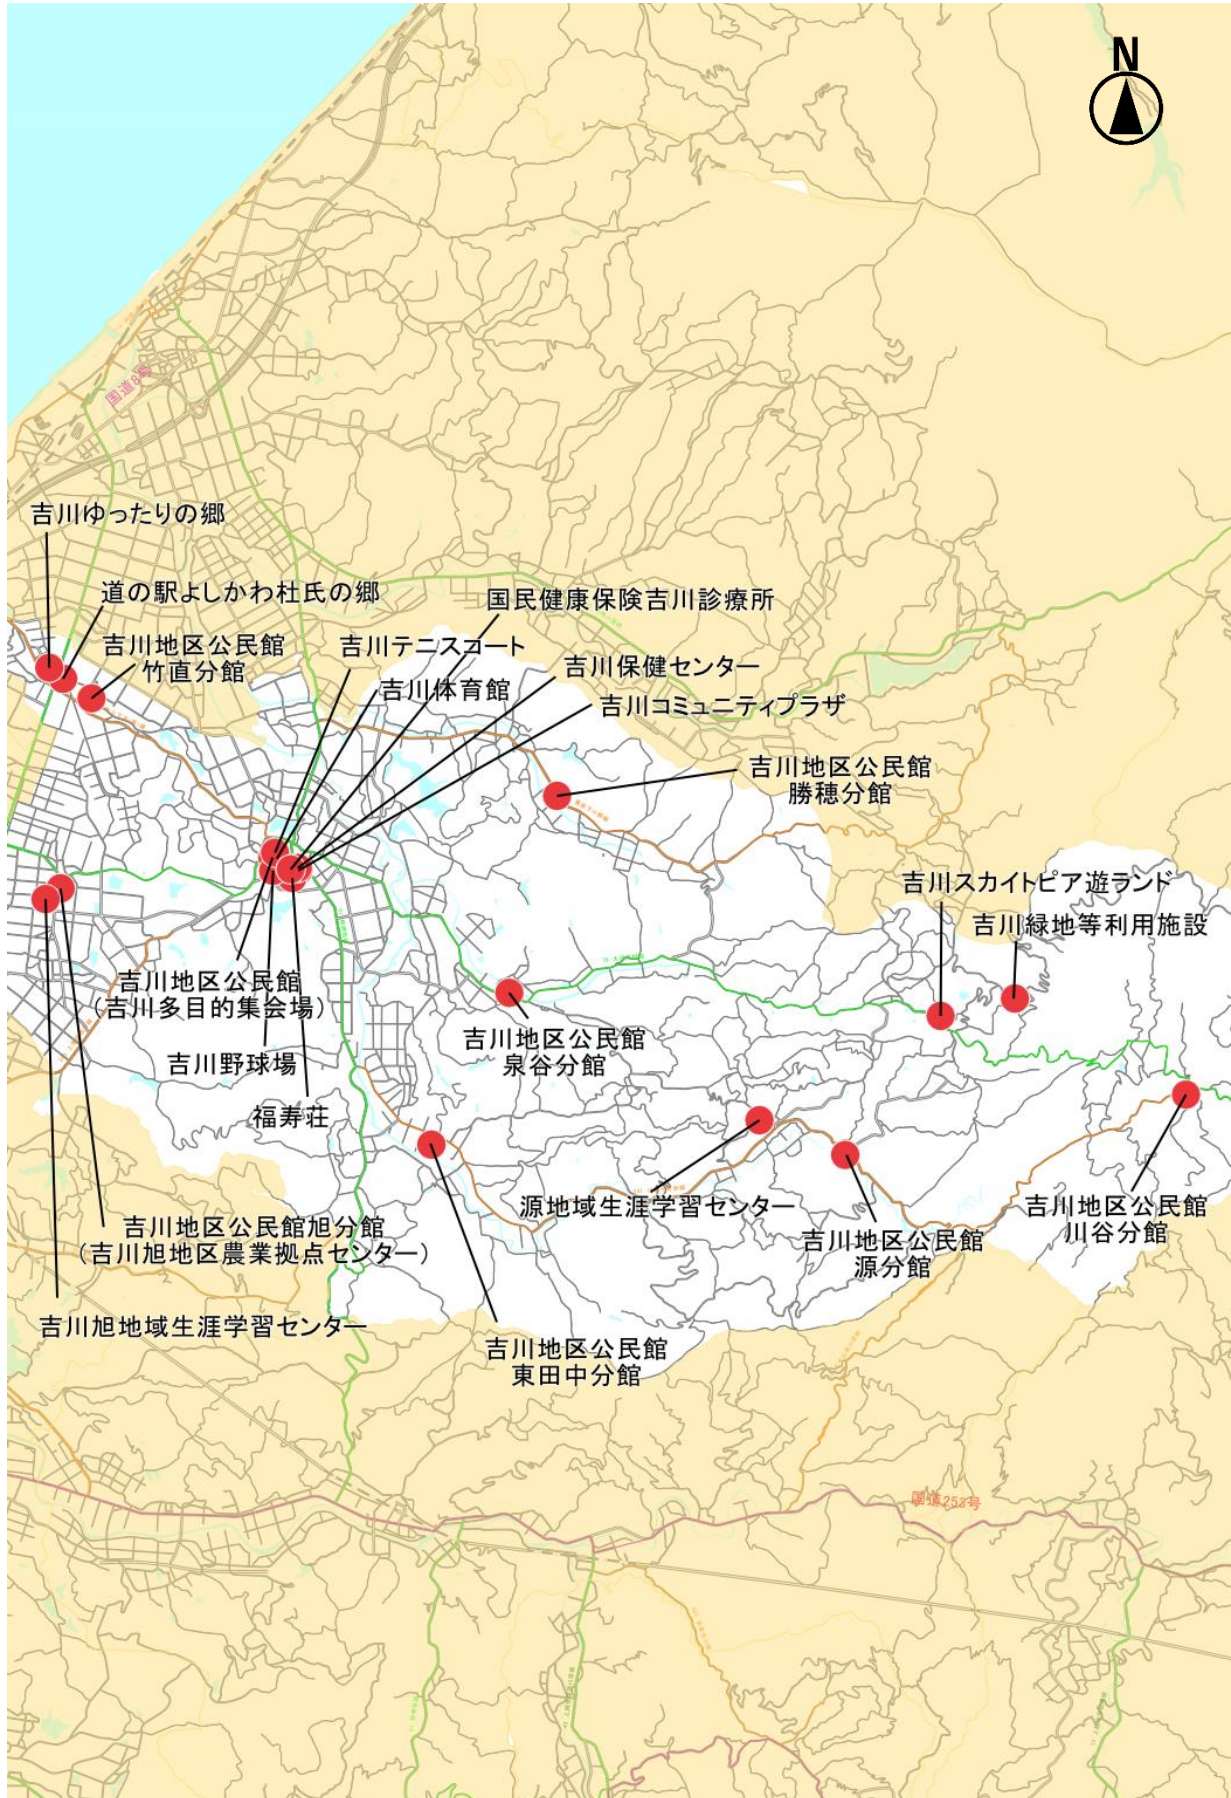 N
国道8号
吉川ゆったりの郷
道の駅よしかわ杜氏の郷
国民健康保険吉川診療所
吉川地区公民館
竹直分館
吉川テニスコート
吉川保健センター
吉川体育館
吉川コミュニティプラザ
吉川地区公民館
勝穂分館
吉川スカイトピア遊ランド
吉川緑地等利用施設
吉川地区公民館
(吉川多目的集会場)
吉川野球場
福寿荘
吉川地区公民館
泉谷分館
源地域生涯学習センター
吉川地区公民館
川谷分館
吉川地区公民館
源分館
吉川地区公民館旭分館
(吉川旭地区農業拠点センター)
吉川旭地域生涯学習センター
吉川地区公民館
東田中分館
国道253号